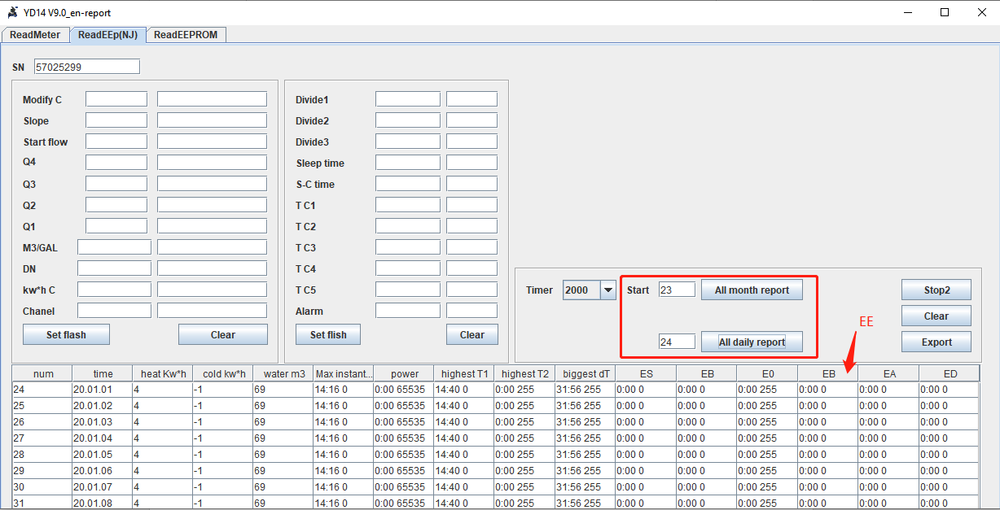 YD14 V9.0_en-report
ReadMeter ReadEEp(NJ) ReadEEPROM
SN 57025299
Modify C
Slope
Start flow
Q4
Q3
Q2
Q1
M3/GAL
DN
kw*h C
Chanel
Set flash Clear
Divide1
Divide2
Divide3
Sleep time
S-C time
T C1
T C2
T C3
T C4
T C5
Alarm
Set flish Clear
Timer 2000 Start 23 All month report Stop2
Clear
24 All daily report Export
EE
num time heat Kw*h cold kw*h water m3 Max instant... power highest T1 highest T2 biggest dT ES EB E0 EB EA ED
24 20.01.01 4 -1 69 14:16 0 0:00 65535 14:40 0 0:00 255 31:56 255 0:00 0 0:00 0 0:00 255 0:00 0 0:00 0 0:00 0
25 20.01.02 4 -1 69 14:16 0 0:00 65535 14:40 0 0:00 255 31:56 255 0:00 0 0:00 0 0:00 255 0:00 0 0:00 0 0:00 0
26 20.01.03 4 -1 69 14:16 0 0:00 65535 14:40 0 0:00 255 31:56 255 0:00 0 0:00 0 0:00 255 0:00 0 0:00 0 0:00 0
27 20.01.04 4 -1 69 14:16 0 0:00 65535 14:40 0 0:00 255 31:56 255 0:00 0 0:00 0 0:00 255 0:00 0 0:00 0 0:00 0
28 20.01.05 4 -1 69 14:16 0 0:00 65535 14:40 0 0:00 255 31:56 255 0:00 0 0:00 0 0:00 255 0:00 0 0:00 0 0:00 0
29 20.01.06 4 -1 69 14:16 0 0:00 65535 14:40 0 0:00 255 31:56 255 0:00 0 0:00 0 0:00 255 0:00 0 0:00 0 0:00 0
30 20.01.07 4 -1 69 14:16 0 0:00 65535 14:40 0 0:00 255 31:56 255 0:00 0 0:00 0 0:00 255 0:00 0 0:00 0 0:00 0
31 20.01.08 4 -1 69 14:16 0 0:00 65535 14:40 0 0:00 255 31:56 255 0:00 0 0:00 0 0:00 255 0:00 0 0:00 0 0:00 0